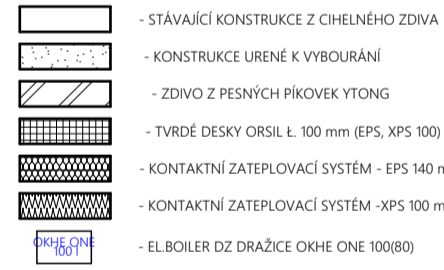 - STÁVAJÍCÍ KONSTRUKCE Z CIHELNÉHO ZDIVA
- KONSTRUKCE URENÉ K VYBOURÁNÍ
- ZDIVO Z PESNÝCH PÍKOVEK YTONG
- TVRDÉ DESKY ORSIL Ł. 100 mm (EPS, XPS 100)
- KONTAKTNÍ ZATEPLOVACÍ SYSTÉM - EPS 140 m
- KONTAKTNÍ ZATEPLOVACÍ SYSTÉM -XPS 100 m
OKHE ONE
100 l
- EL.BOILER DZ DRAŽICE OKHE ONE 100(80)